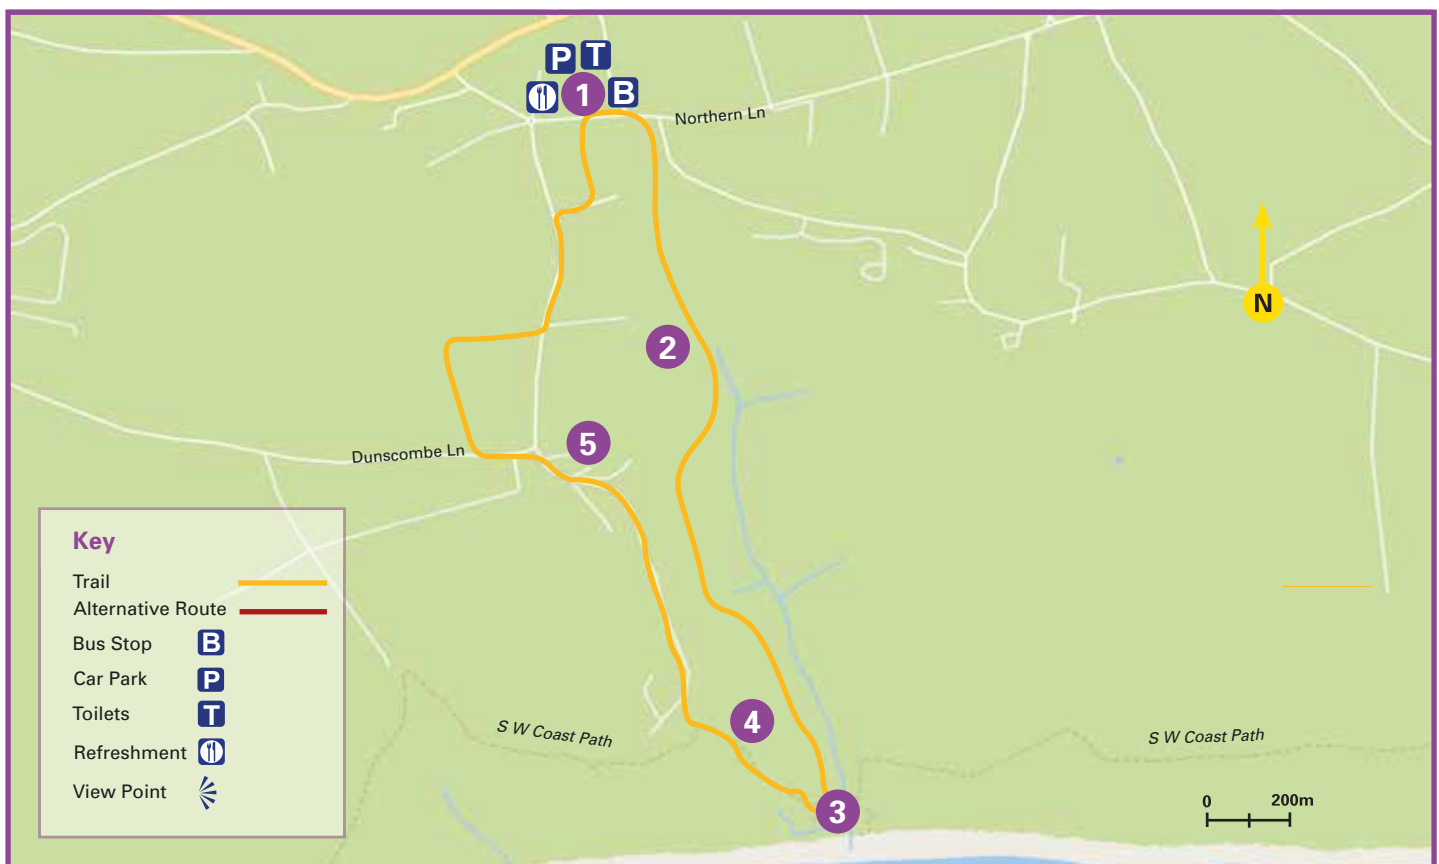 P T
1 B
Northern Ln
N
2
5
Dunscombe Ln
Key
Trail
Alternative Route
Bus Stop B
Car Park P
Toilets T
Refreshment
View Point
S W Coast Path
4
S W Coast Path
3
0 200m